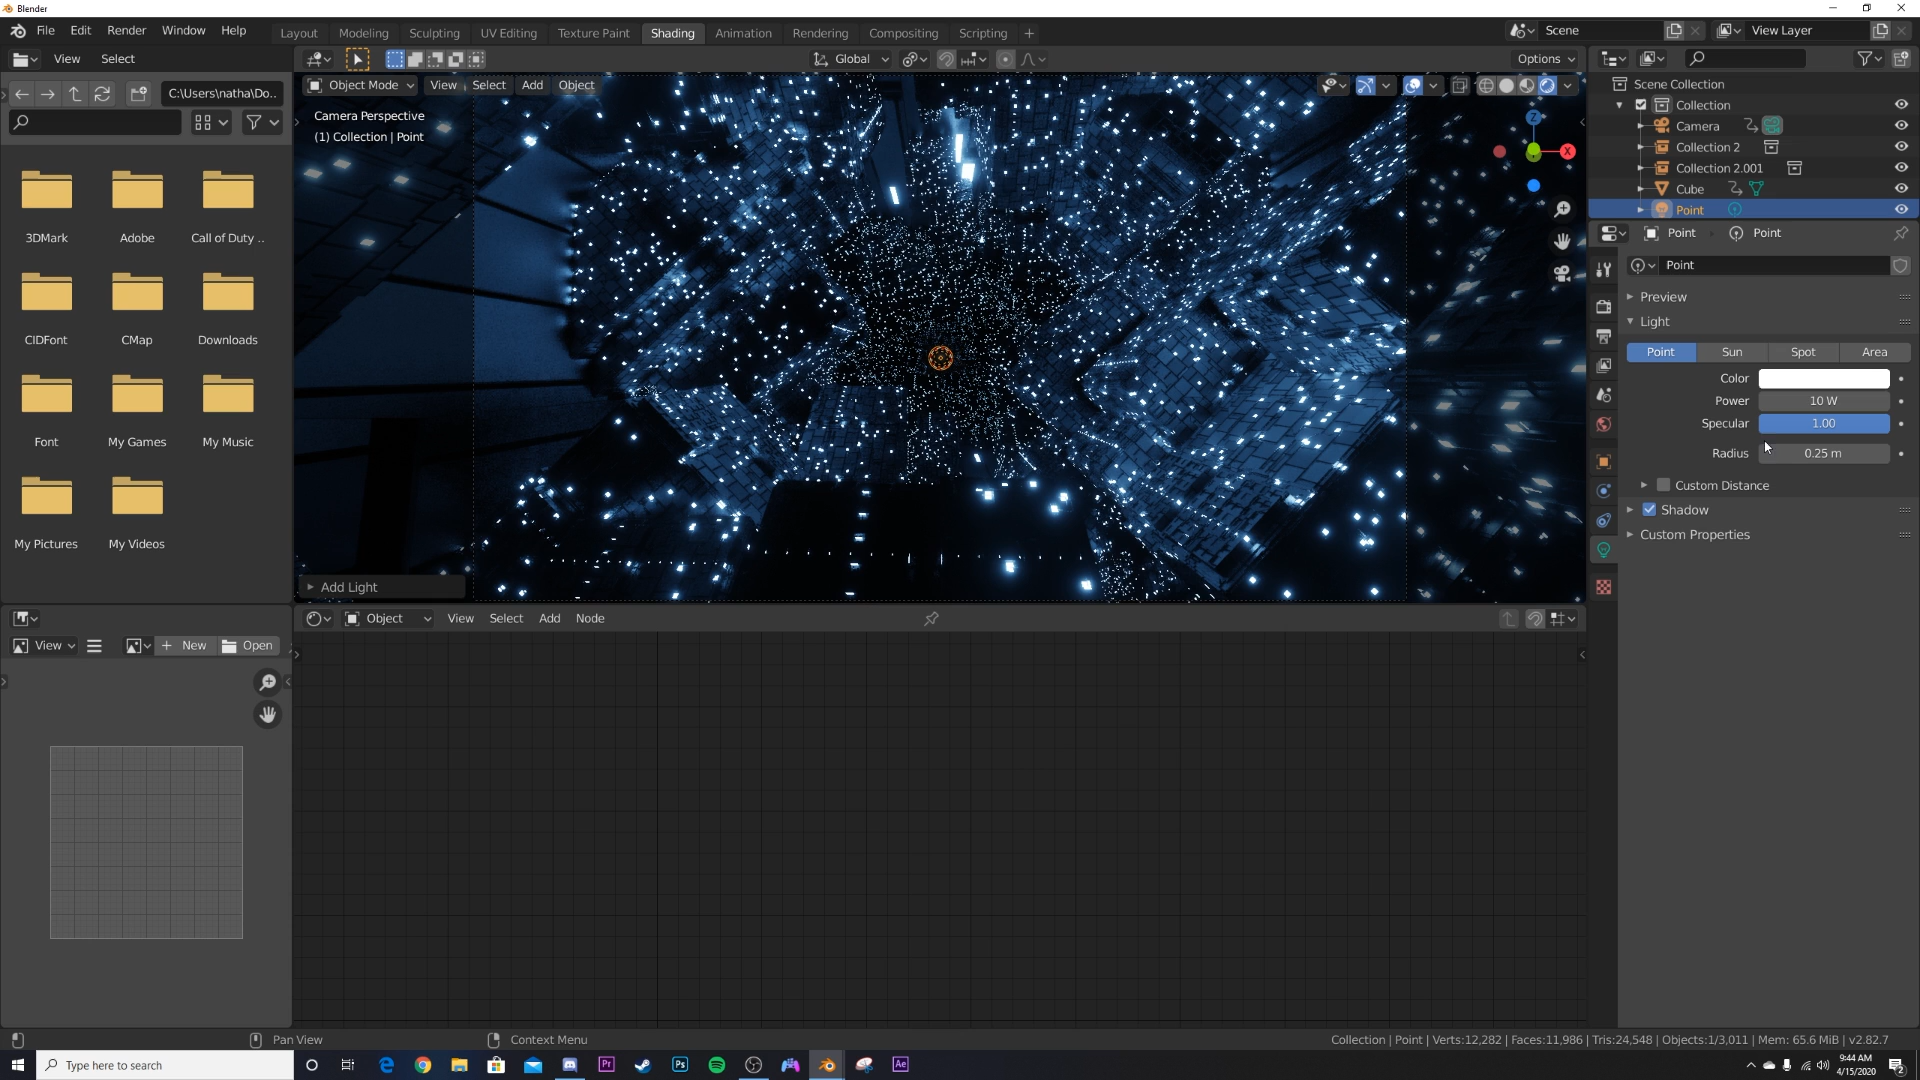 Blender
File Edit Render Window Help
Layout Modeling Sculpting UV Editing Texture Paint Shading Animation Rendering Compositing Scripting +
Scene
View Layer
View Select
Global
Options
C:\Users\natha\Do..
Object Mode View Select Add Object
Camera Perspective
(1) Collection | Point
Z
X
3DMark Adobe Call of Duty ..
CIDFont CMap Downloads
Font My Games My Music
My Pictures My Videos
Add Light
Scene Collection
Collection
Camera
Collection 2
Collection 2.001
Cube
Point
Point Point
Point
Preview
Light
Point Sun Spot Area
Color
Power 10 W
Specular 1.00
Radius 0.25 m
Custom Distance
Shadow
Custom Properties
View + New Open
Object View Select Add Node
Pan View Context Menu
Collection | Point | Verts:12,282 | Faces:11,986 | Tris:24,548 | Objects:1/3,011 | Mem: 65.6 MiB | v2.82.7
Type here to search
Pr
Ps
Ae
9:44 AM
4/15/2020
2